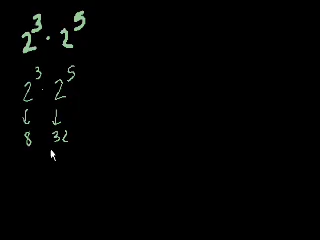 2³ · 2⁵
2³ · 2⁵
↓ ↓
8 32